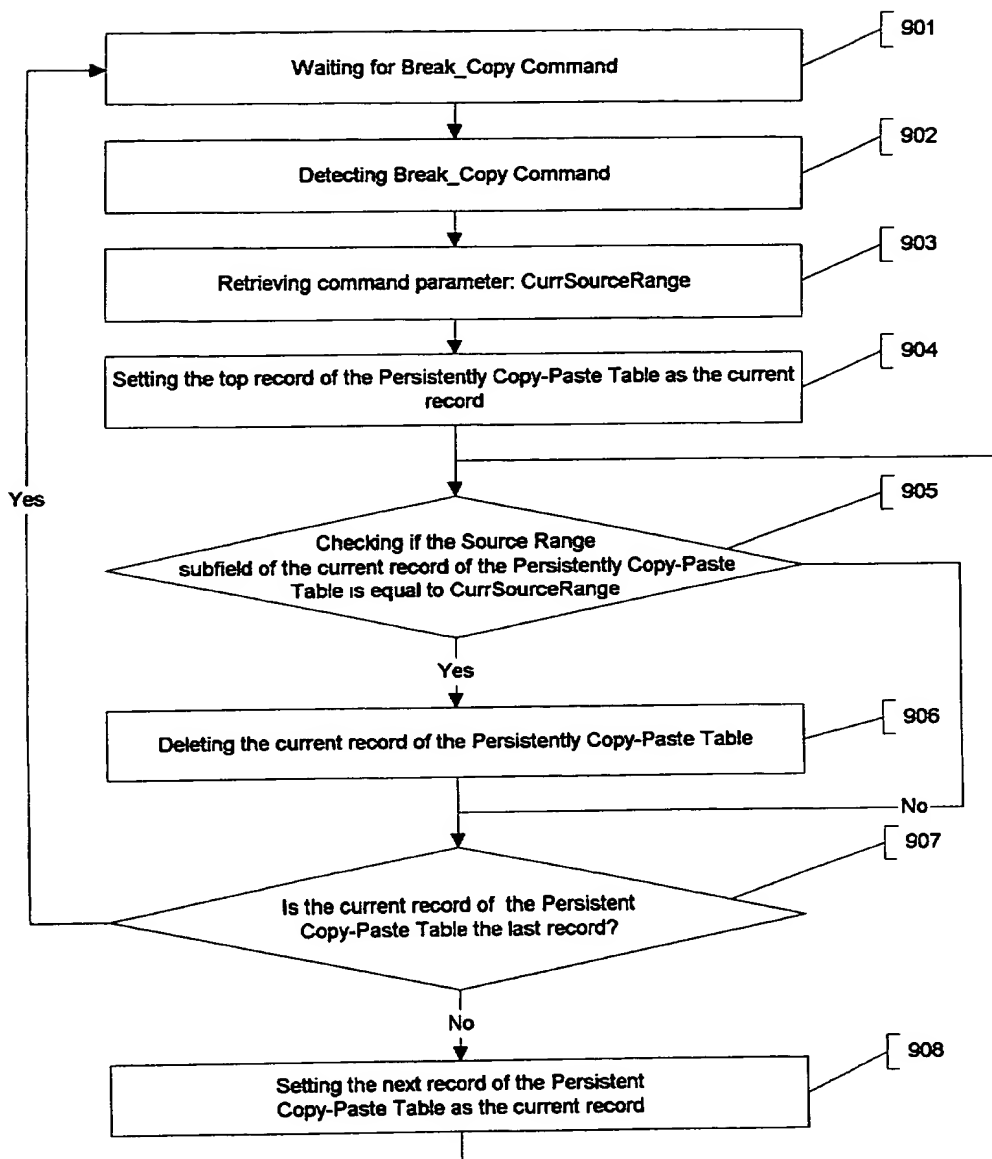 901
Waiting for Break_Copy Command
902
Detecting Break_Copy Command
903
Retrieving command parameter: CurrSourceRange
904
Setting the top record of the Persistently Copy-Paste Table as the current
record
Yes
905
Checking if the Source Range
subfield of the current record of the Persistently Copy-Paste
Table is equal to CurrSourceRange
Yes
906
Deleting the current record of the Persistently Copy-Paste Table
No
907
Is the current record of the Persistent
Copy-Paste Table the last record?
No
908
Setting the next record of the Persistent
Copy-Paste Table as the current record